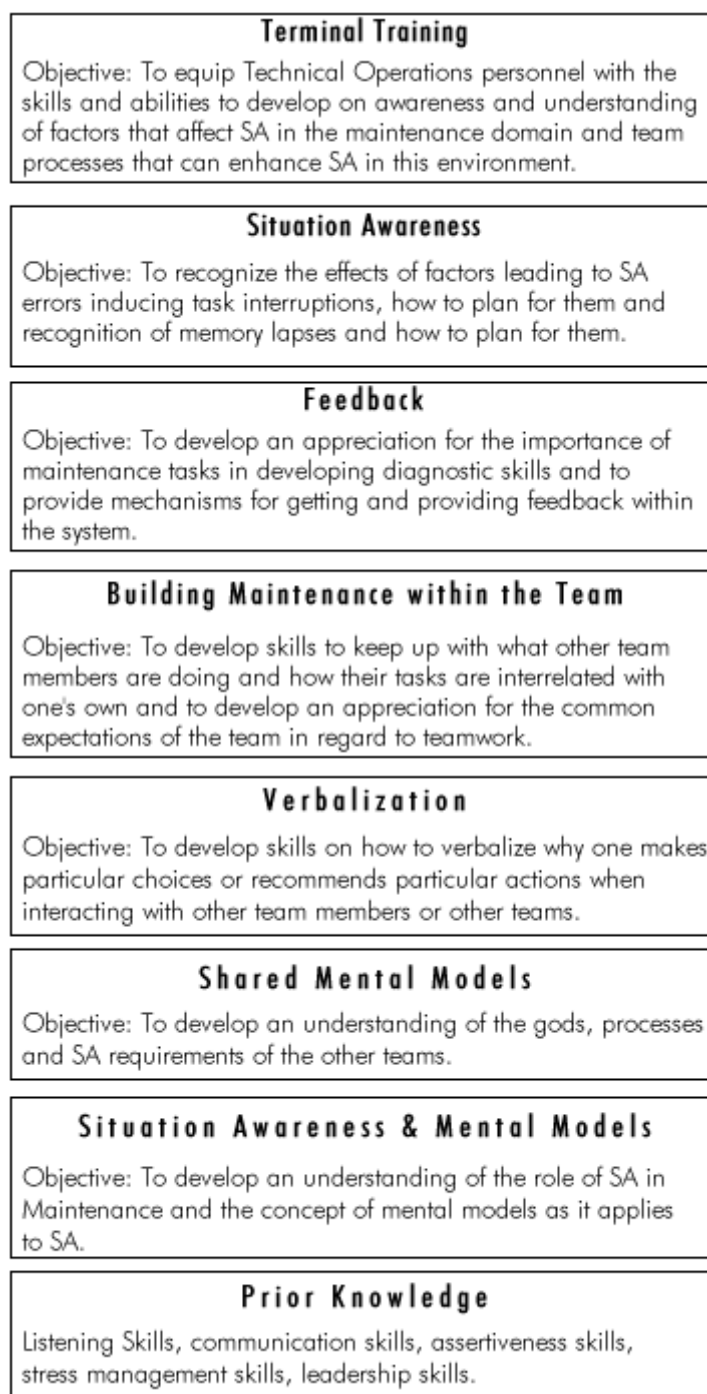 Terminal Training
Objective: To equip Technical Operations personnel with the
skills and abilities to develop on awareness and understanding
of factors that affect SA in the maintenance domain and team
processes that can enhance SA in this environment.
Situation Awareness
Objective: To recognize the effects of factors leading to SA
errors inducing task interruptions, how to plan for them and
recognition of memory lapses and how to plan for them.
Feedback
Objective: To develop an appreciation for the importance of
maintenance tasks in developing diagnostic skills and to
provide mechanisms for getting and providing feedback within
the system.
Building Maintenance within the Team
Objective: To develop skills to keep up with what other team
members are doing and how their tasks are interrelated with
one's own and to develop an appreciation for the common
expectations of the team in regard to teamwork.
Verbalization
Objective: To develop skills on how to verbalize why one makes
particular choices or recommends particular actions when
interacting with other team members or other teams.
Shared Mental Models
Objective: To develop an understanding of the gods, processes
and SA requirements of the other teams.
Situation Awareness & Mental Models
Objective: To develop an understanding of the role of SA in
Maintenance and the concept of mental models as it applies
to SA.
Prior Knowledge
Listening Skills, communication skills, assertiveness skills,
stress management skills, leadership skills.